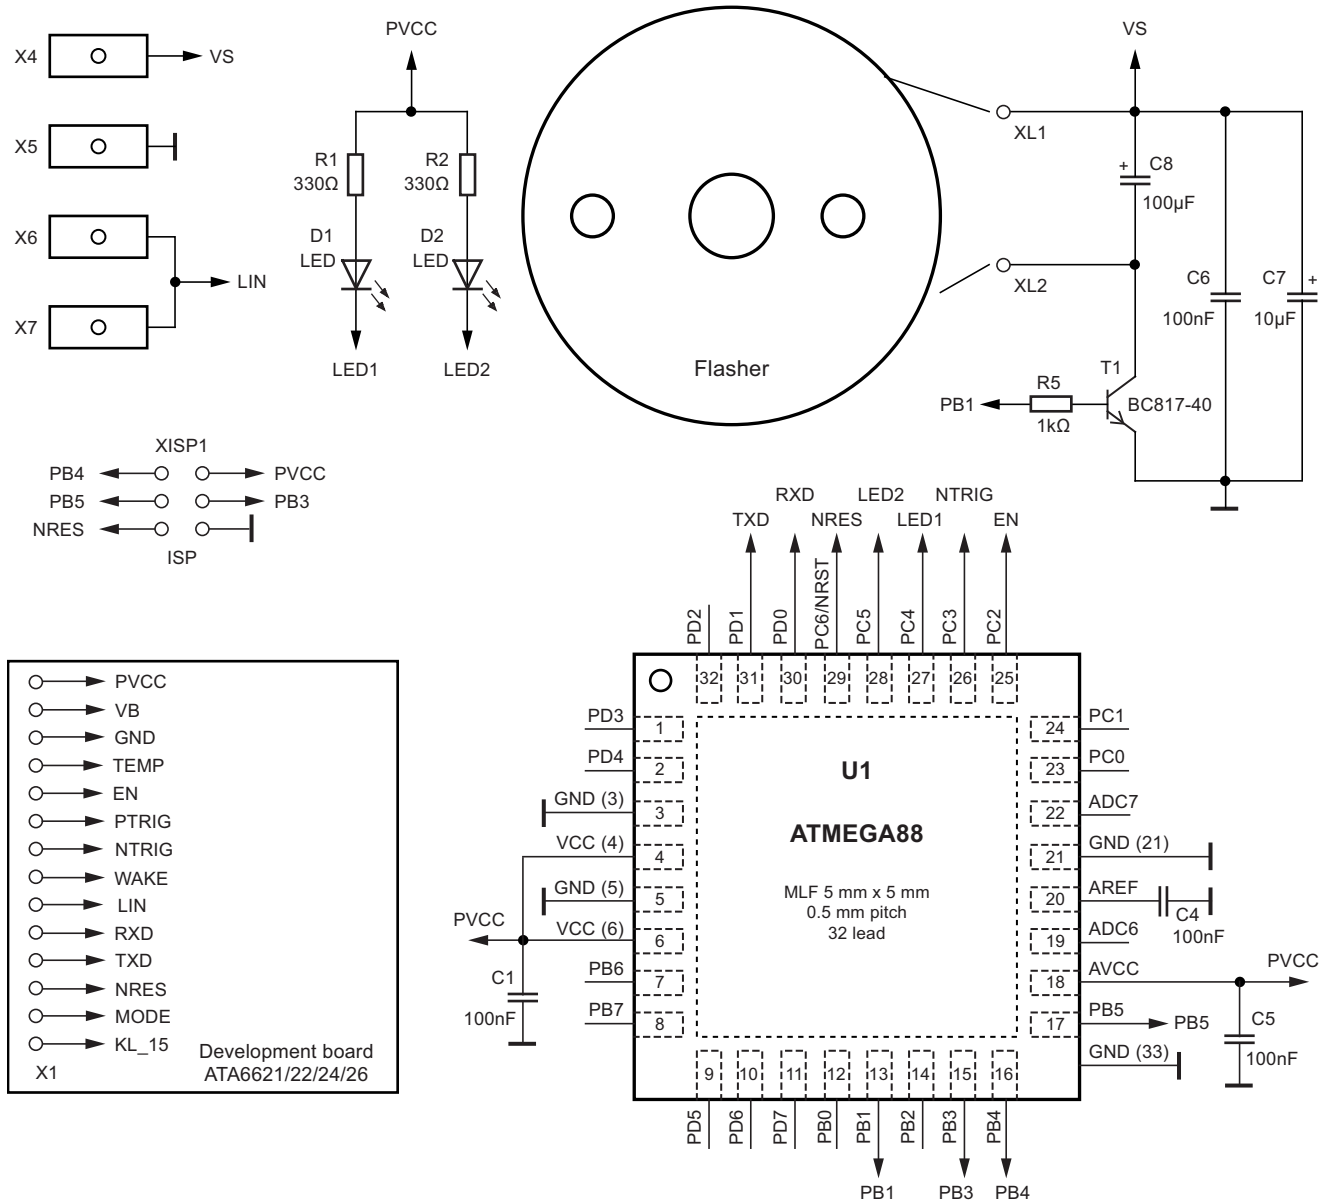 X4
VS
X5
X6
LIN
X7
PVCC
R1
330Ω
R2
330Ω
D1
LED
D2
LED
LED1
LED2
Flasher
VS
XL1
C8
+
100µF
XL2
C6
100nF
C7
+
10µF
T1
BC817-40
PB1
R5
1kΩ
XISP1
PB4
PVCC
PB5
PB3
NRES
ISP
PVCC
VB
GND
TEMP
EN
PTRIG
NTRIG
WAKE
LIN
RXD
TXD
NRES
MODE
KL_15
X1
Development board
ATA6621/22/24/26
RXD
LED2
NTRIG
TXD
NRES
LED1
EN
PD2
PD1
PD0
PC6/NRST
PC5
PC4
PC3
PC2
32
31
30
29
28
27
26
25
PD3
1
PD4
2
GND (3)
3
VCC (4)
4
GND (5)
5
PVCC
VCC (6)
6
C1
100nF
PB6
7
PB7
8
U1
ATMEGA88
MLF 5 mm x 5 mm
0.5 mm pitch
32 lead
24
PC1
23
PC0
22
ADC7
21
GND (21)
20
AREF
C4
100nF
19
ADC6
18
AVCC
PVCC
17
PB5
PB5
C5
100nF
GND (33)
9
10
11
12
13
14
15
16
PD5
PD6
PD7
PB0
PB1
PB2
PB3
PB4
PB1
PB3
PB4